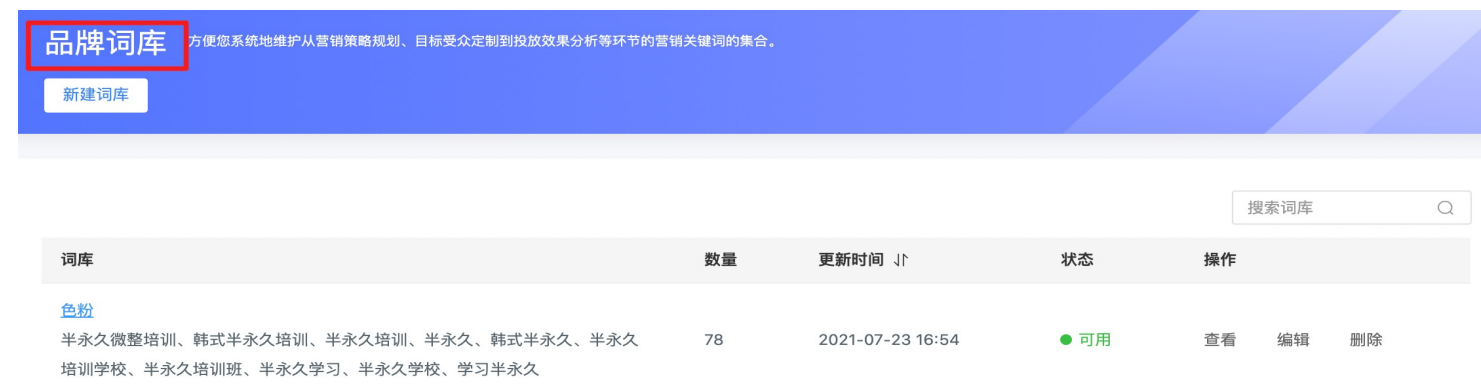 品牌词库 方便您系统地维护从营销策略规划、目标受众定制到投放效果分析等环节的营销关键词的集合。
新建词库
搜索词库
词库 数量 更新时间 状态 操作
色粉
半永久微整培训、韩式半永久培训、半永久培训、半永久、韩式半永久、半永久 78 2021-07-23 16:54 可用 查看 编辑 删除
培训学校、半永久培训班、半永久学习、半永久学校、学习半永久